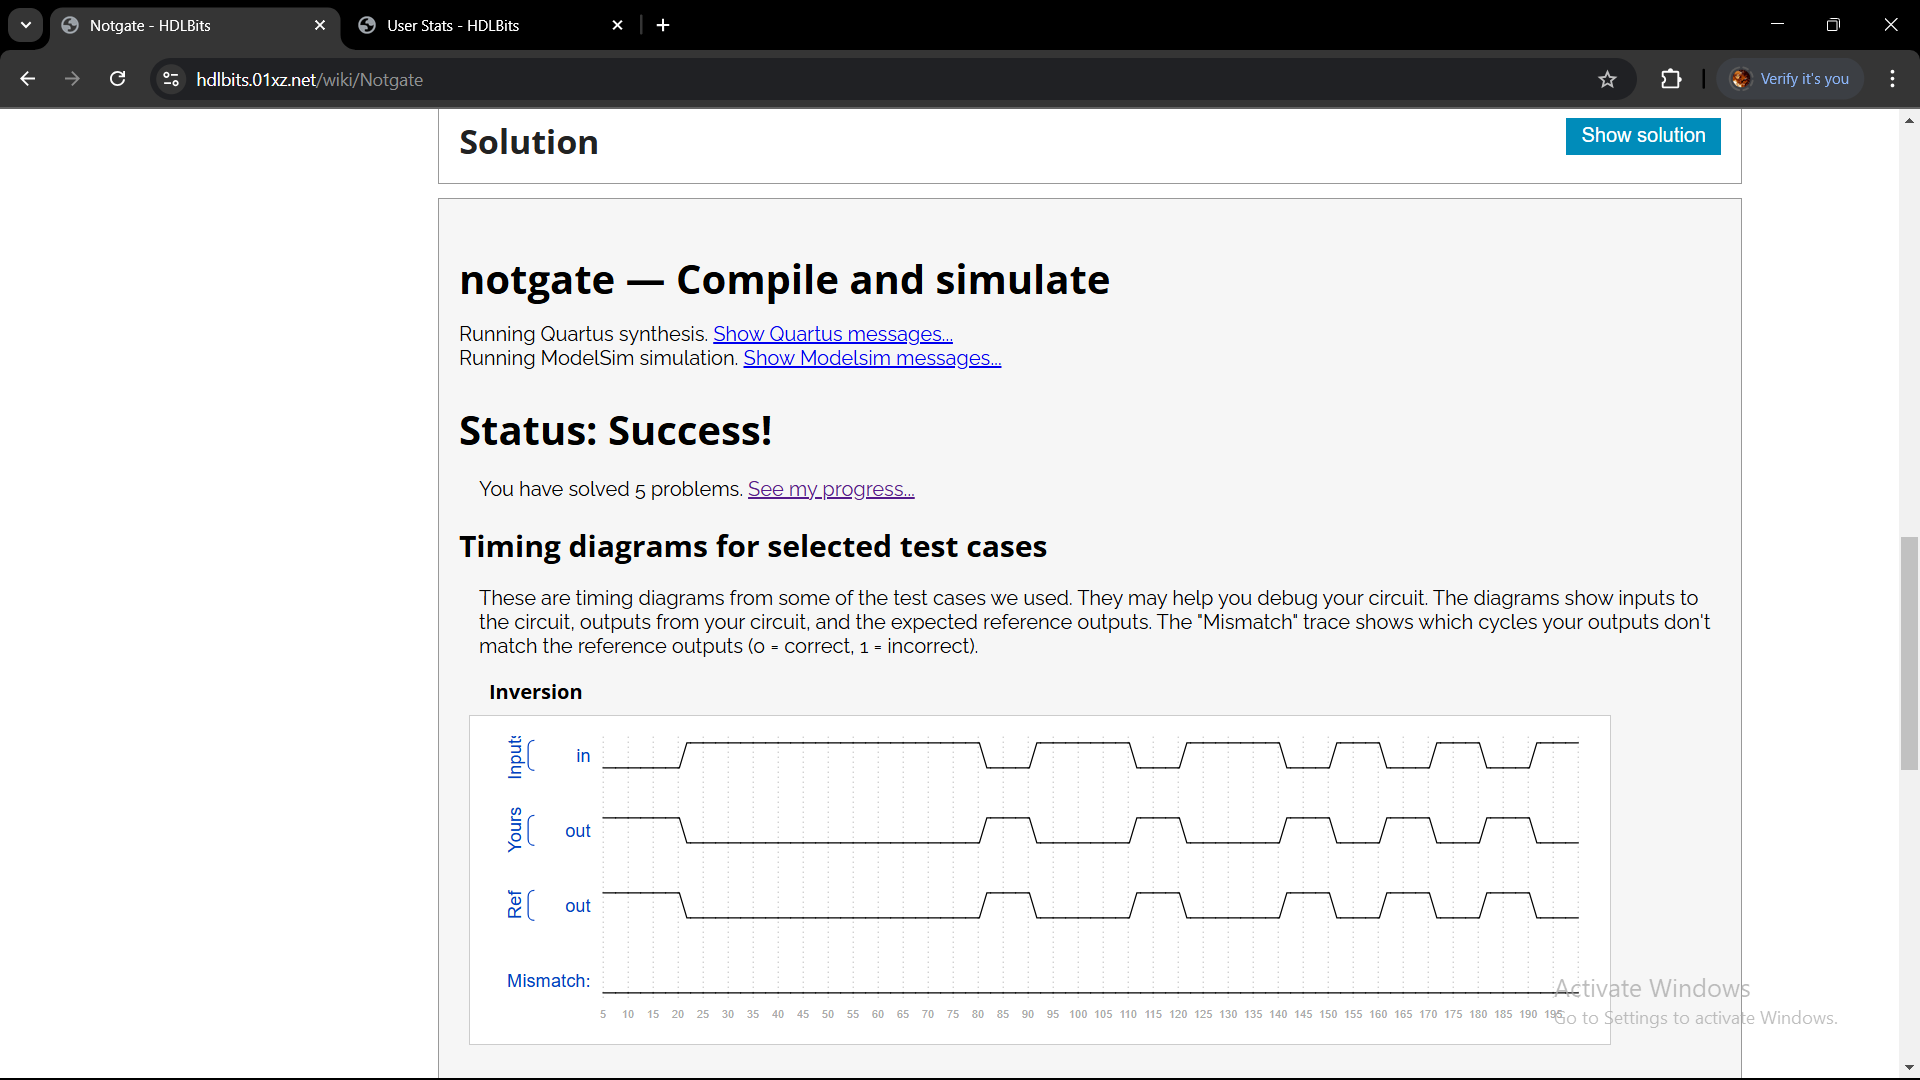 Notgate - HDLBits
User Stats - HDLBits
hdlbits.01xz.net/wiki/Notgate
Verify it's you
Solution
Show solution
notgate — Compile and simulate
Running Quartus synthesis. Show Quartus messages...
Running ModelSim simulation. Show Modelsim messages...
Status: Success!
You have solved 5 problems. See my progress...
Timing diagrams for selected test cases
These are timing diagrams from some of the test cases we used. They may help you debug your circuit. The diagrams show inputs to
the circuit, outputs from your circuit, and the expected reference outputs. The "Mismatch" trace shows which cycles your outputs don't
match the reference outputs (0 = correct, 1 = incorrect).
Inversion
Inputs in
Yours out
Ref out
Mismatch:
5 10 15 20 25 30 35 40 45 50 55 60 65 70 75 80 85 90 95 100 105 110 115 120 125 130 135 140 145 150 155 160 165 170 175 180 185 190 195
Activate Windows
Go to Settings to activate Windows.